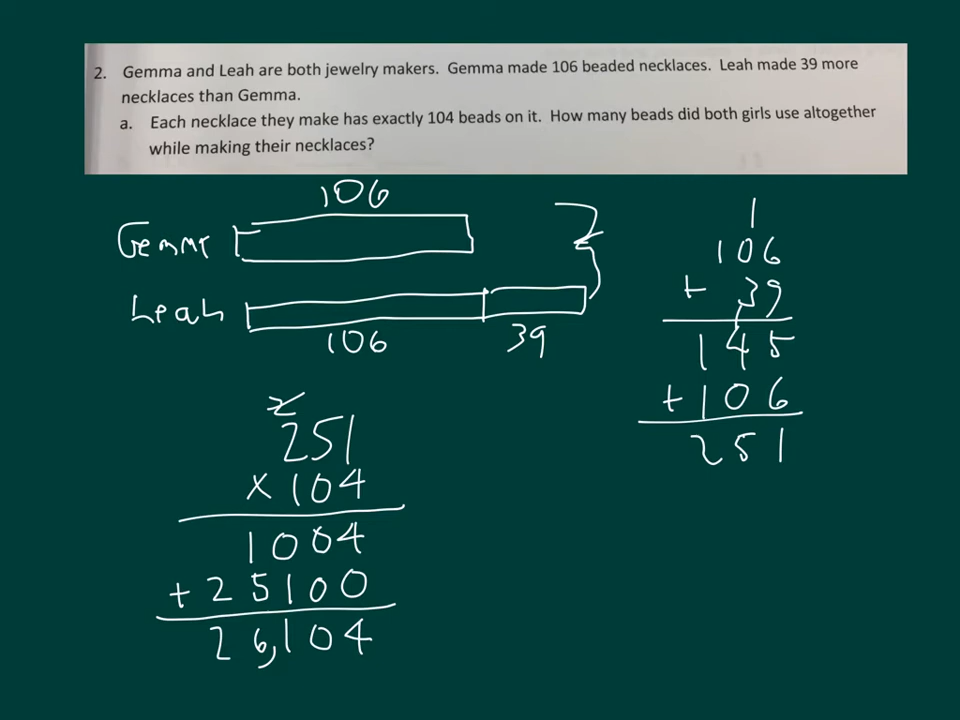 2. Gemma and Leah are both jewelry makers. Gemma made 106 beaded necklaces. Leah made 39 more
necklaces than Gemma.
a. Each necklace they make has exactly 104 beads on it. How many beads did both girls use altogether
while making their necklaces?
106
Gemma
Leah
106 39
1
106
+ 39
145
+106
251
2
251
×104
1004
+25100
26,104